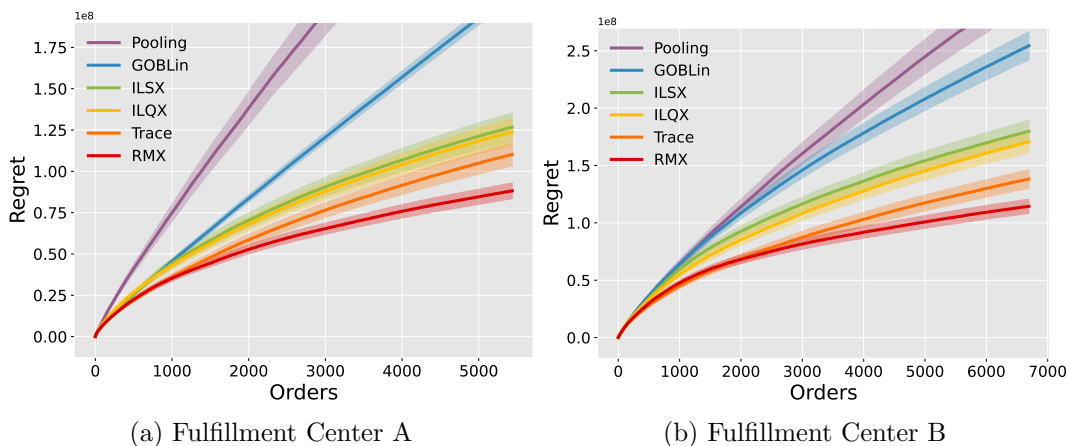 1e8
1.75
1.50
1.25
1.00
0.75
0.50
0.25
0.00
Regret
Pooling
GOBLin
ILSX
ILQX
Trace
RMX
0 1000 2000 3000 4000 5000
Orders
(a) Fulfillment Center A
1e8
2.5
2.0
1.5
1.0
0.5
0.0
Regret
Pooling
GOBLin
ILSX
ILQX
Trace
RMX
0 1000 2000 3000 4000 5000 6000 7000
Orders
(b) Fulfillment Center B